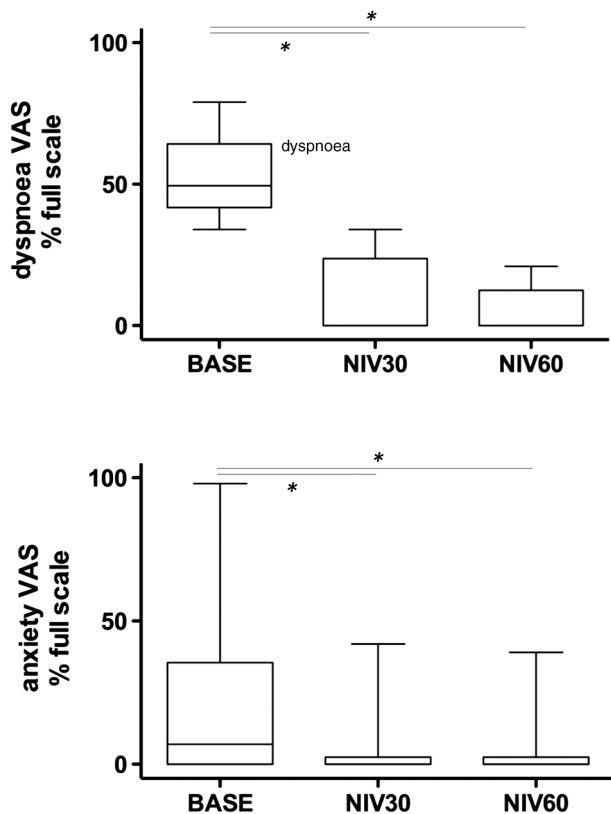 *
100
*
dyspnoea VAS
% full scale
dyspnoea
50
0
BASE NIV30 NIV60
*
100
*
anxiety VAS
% full scale
50
0
BASE NIV30 NIV60